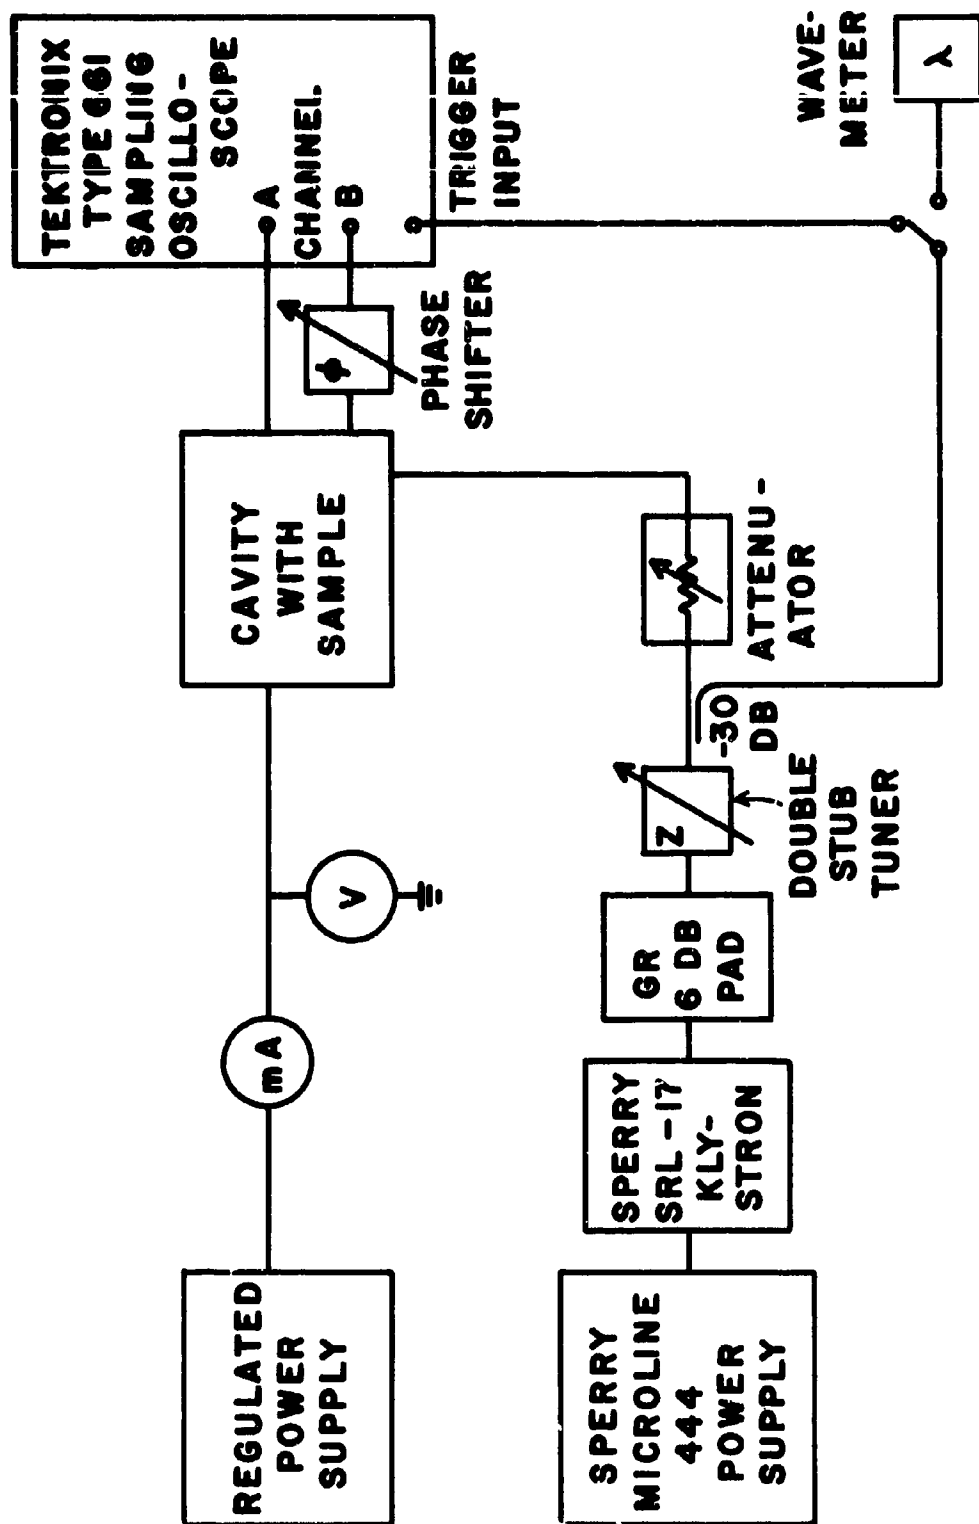 REGULATED
POWER
SUPPLY
mA
V
CAVITY
WITH
SAMPLE
TEKTRONIX
TYPE 661
SAMPLING
OSCILLO-
SCOPE
A
CHANNEL
B
ϕ
PHASE
SHIFTER
TRIGGER
INPUT
SPERRY
MICROLINE
444
POWER
SUPPLY
SPERRY
SRL-17
KLY-
STRON
GR
6 DB
PAD
Z
DOUBLE
STUB
TUNER
-30
DB
ATTENU-
ATOR
WAVE-
METER
λ